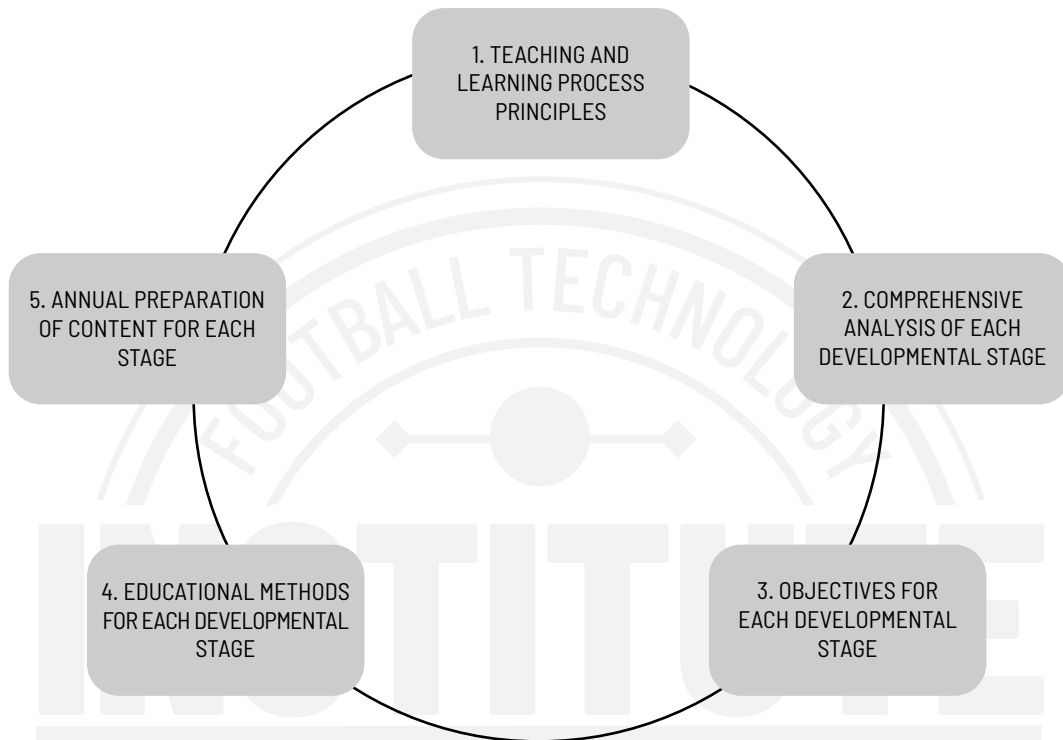 1. TEACHING AND
LEARNING PROCESS
PRINCIPLES
2. COMPREHENSIVE
ANALYSIS OF EACH
DEVELOPMENTAL STAGE
3. OBJECTIVES FOR
EACH DEVELOPMENTAL
STAGE
4. EDUCATIONAL METHODS
FOR EACH DEVELOPMENTAL
STAGE
5. ANNUAL PREPARATION
OF CONTENT FOR EACH
STAGE
FOOTBALL TECHNOLOGY
INSTITUTE